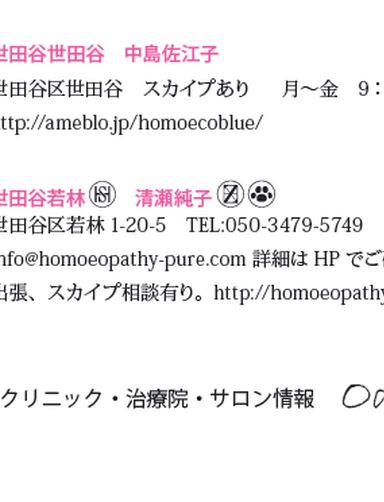 世田谷世田谷　中島佐江子
世田谷区世田谷　スカイプあり　月～金　9：
ttp://ameblo.jp/homoecoblue/
世田谷若林　清瀬純子
世田谷区若林 1-20-5　TEL:050-3479-5749
info@homoeopathy-pure.com 詳細は HP でご
出張、スカイプ相談有り。http://homoeopathy
クリニック・治療院・サロン情報